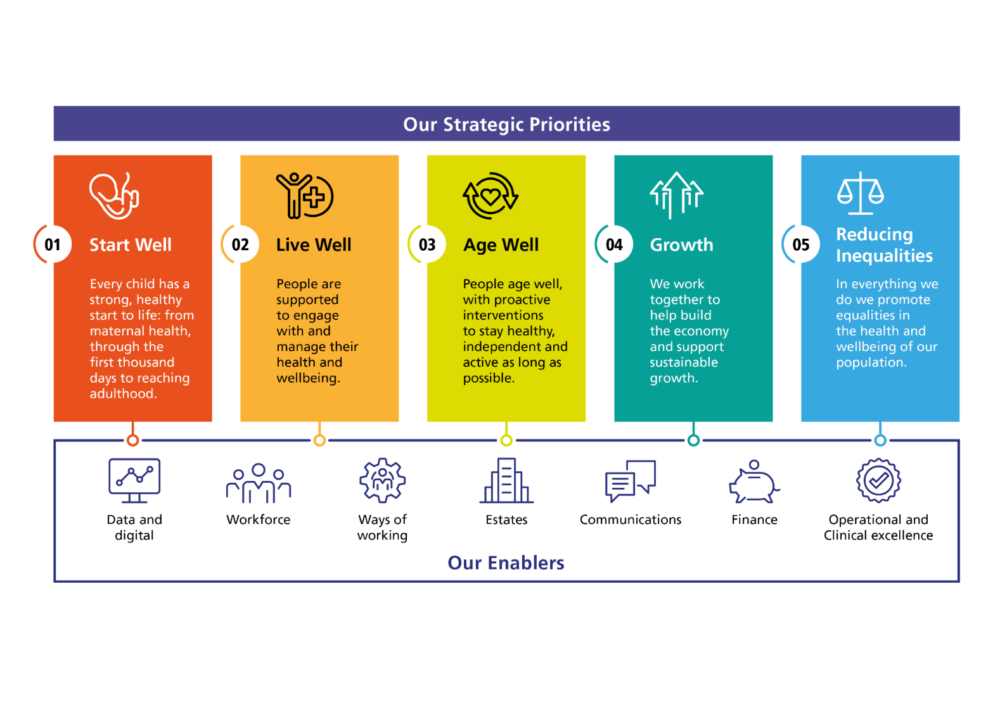 Our Strategic Priorities
01
Start Well
Every child has a
strong, healthy
start to life: from
maternal health,
through the
first thousand
days to reaching
adulthood.
02
Live Well
People are
supported
to engage
with and
manage their
health and
wellbeing.
03
Age Well
People age well,
with proactive
interventions
to stay healthy,
independent and
active as long as
possible.
04
Growth
We work
together to
help build
the economy
and support
sustainable
growth.
05
Reducing
Inequalities
In everything we
do we promote
equalities in
the health and
wellbeing of our
population.
Data and
digital
Workforce
Ways of
working
Estates
Communications
Finance
Operational and
Clinical excellence
Our Enablers